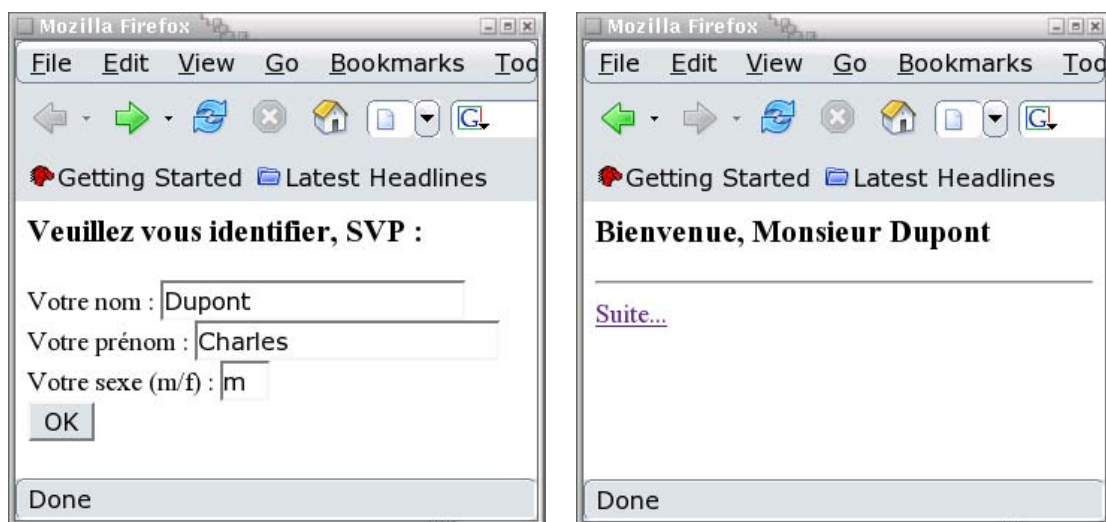 Mozilla Firefox
File Edit View Go Bookmarks Too
G
Getting Started Latest Headlines
Veuillez vous identifier, SVP :
Votre nom : Dupont
Votre prénom : Charles
Votre sexe (m/f) : m
OK
Done
Mozilla Firefox
File Edit View Go Bookmarks Too
G
Getting Started Latest Headlines
Bienvenue, Monsieur Dupont
Suite...
Done